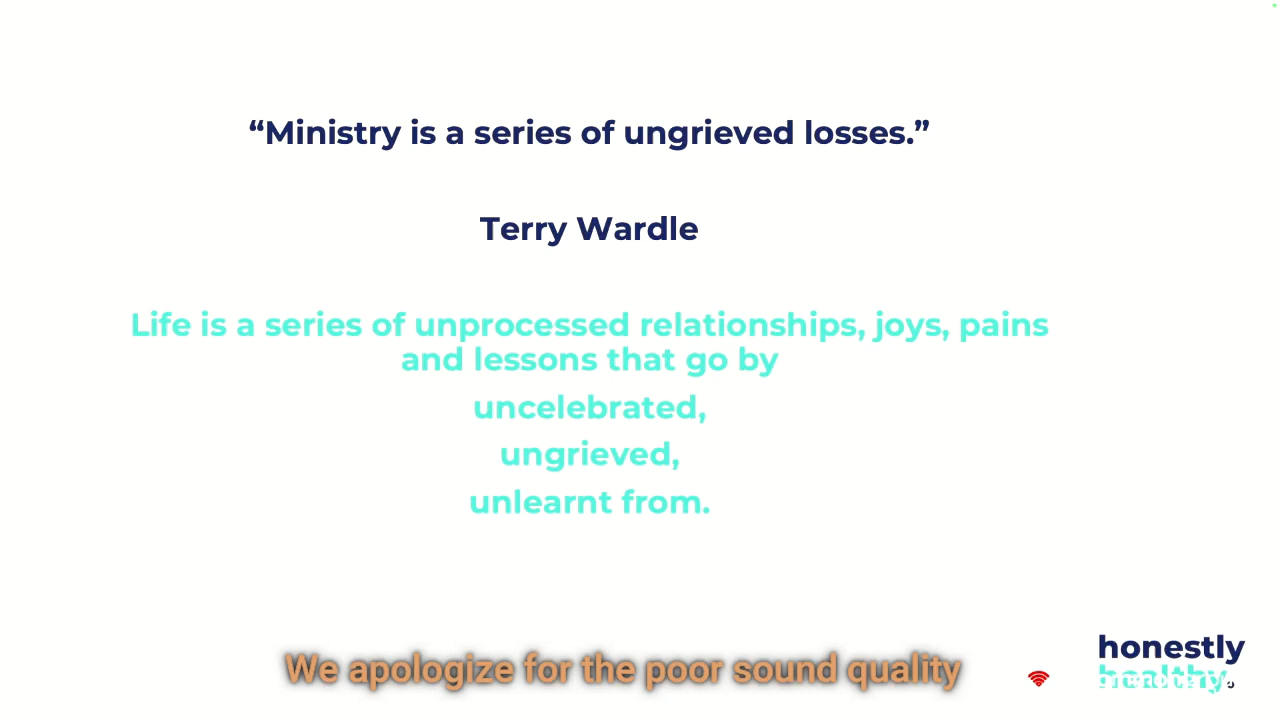 “Ministry is a series of ungrieved losses.”
Terry Wardle
Life is a series of unprocessed relationships, joys, pains
and lessons that go by
uncelebrated,
ungrieved,
unlearnt from.
We apologize for the poor sound quality
honestly
healthy.